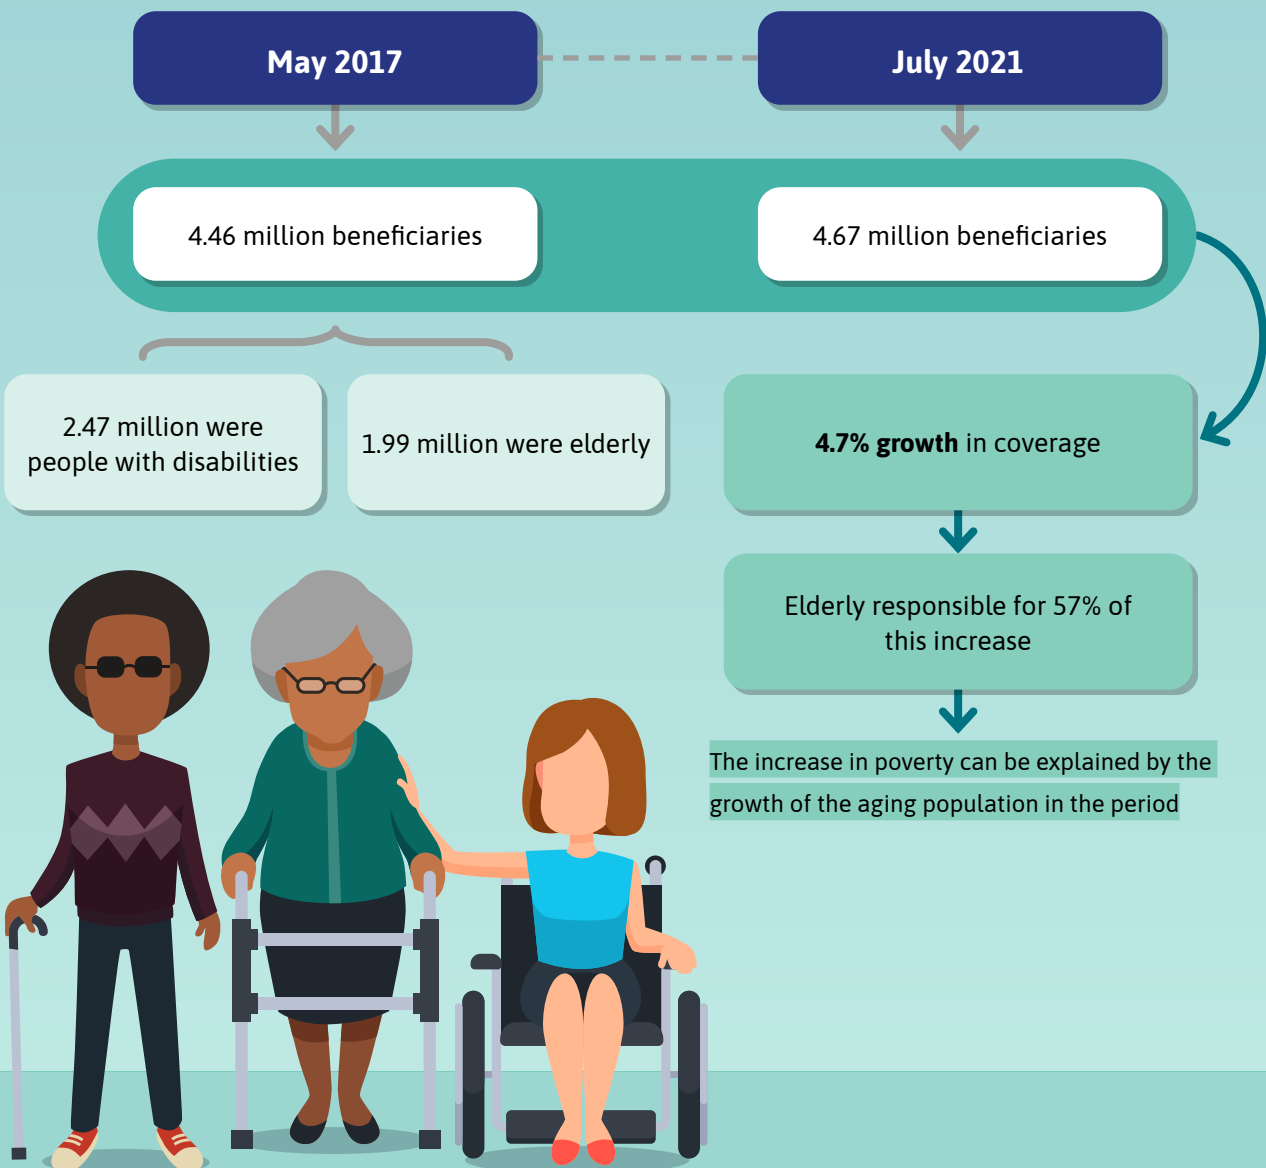 May 2017
July 2021
4.46 million beneficiaries
4.67 million beneficiaries
2.47 million were
people with disabilities
1.99 million were elderly
4.7% growth in coverage
Elderly responsible for 57% of
this increase
The increase in poverty can be explained by the
growth of the aging population in the period